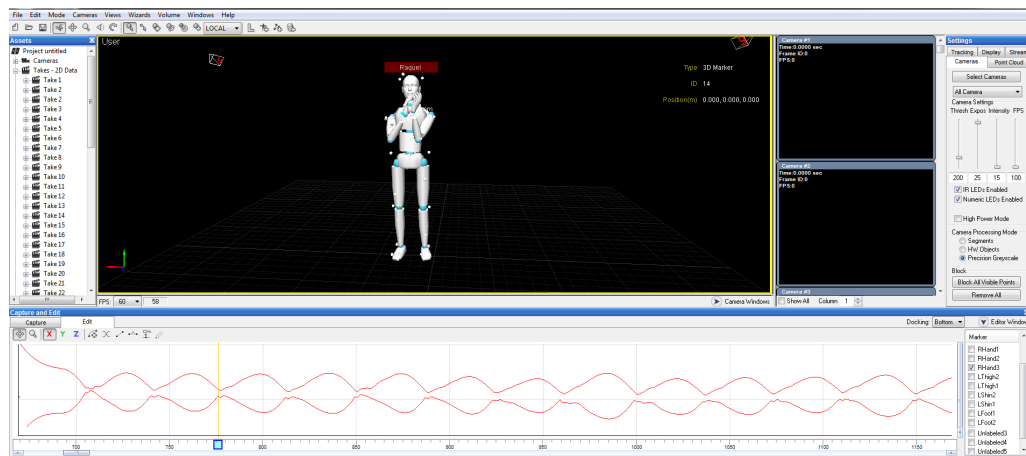 File Edit Mode Cameras Views Wizards Volume Windows Help
LOCAL
Assets
Project untitled
Cameras
Takes - 2D Data
Take 1
Take 2
Take 2
Take 3
Take 4
Take 5
Take 6
Take 7
Take 8
Take 9
Take 10
Take 11
Take 12
Take 13
Take 14
Take 15
Take 16
Take 17
Take 18
Take 19
Take 20
Take 21
Take 22
User
Raquel
Type 3D Marker
ID 14
Position(m) 0.000, 0.000, 0.000
FPS: 60 58
Camera Windows
Camera #1
Time:0.0000 sec
Frame ID:0
FPS:0
Camera #2
Time:0.0000 sec
Frame ID:0
FPS:0
Camera #3
Show All Column 1
Settings
Tracking Display Stream
Cameras Point Cloud
Select Cameras
All Camera
Camera Settings
Thresh Expos Intensity FPS
200 25 15 100
IR LEDs Enabled
Numeric LEDs Enabled
High Power Mode
Camera Processing Mode
Segments
HW Objects
Precision Greyscale
Block
Block All Visible Points
Remove All
Capture and Edit
Capture Edit
Docking: Bottom
Editor Window
X Y Z
700 750 800 850 900 950 1000 1050 1100 1150
Marker
RHand1
RHand2
RHand3
LThigh2
LThigh1
LShin2
LShin1
LFoot1
LFoot2
Unlabeled3
Unlabeled4
Unlabeled5